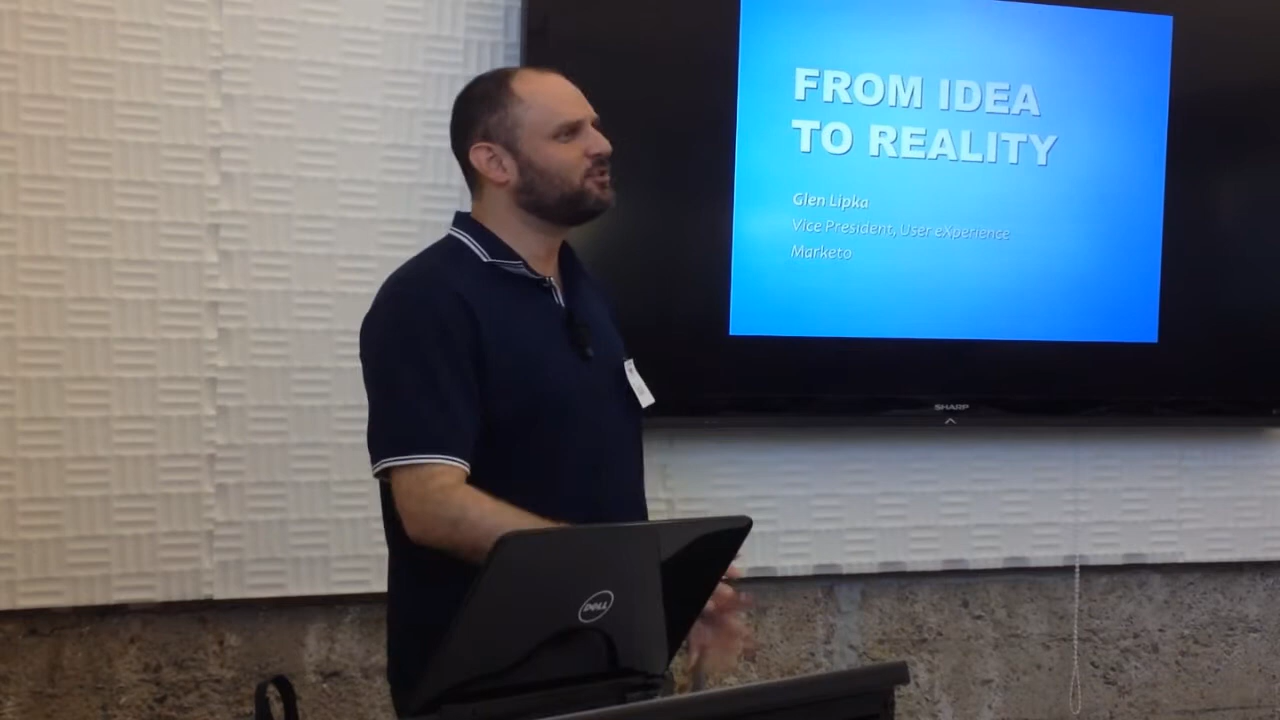 FROM IDEA
TO REALITY
Glen Lipka
Vice President, User eXperience
Marketo
SHARP
DELL